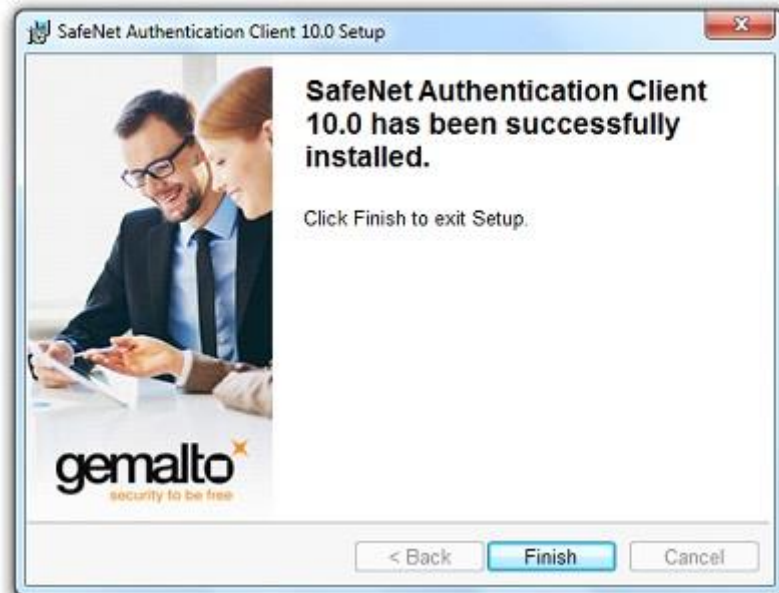 SafeNet Authentication Client 10.0 Setup
SafeNet Authentication Client
10.0 has been successfully
installed.
Click Finish to exit Setup.
gemalto
security to be free
< Back
Finish
Cancel